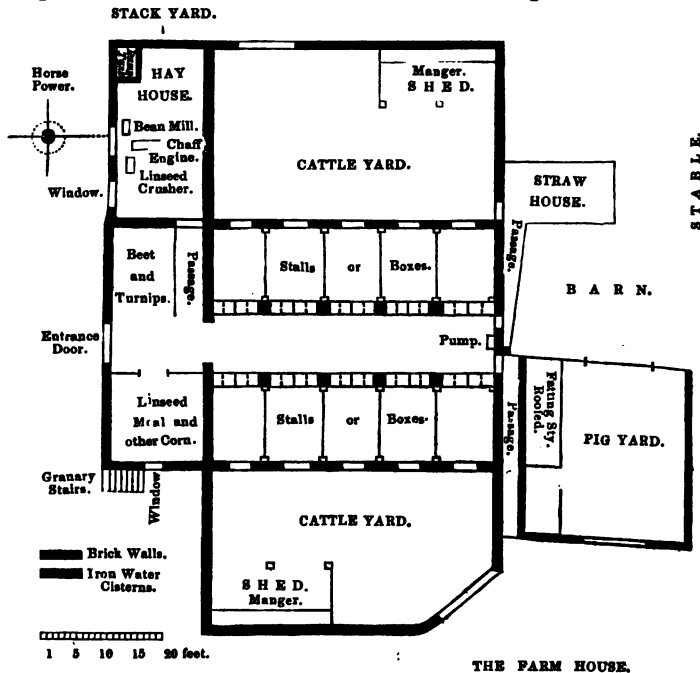 STACK YARD.
Horse
Power.
HAY
HOUSE.
Bean Mill.
Chaff
Engine.
Linseed
Crusher.
Window.
Manger.
SHED.
CATTLE YARD.
STRAW
HOUSE.
STABLE.
Passage.
Beet
and
Turnips.
Passage.
Stalls or Boxes.
BARN.
Entrance
Door.
Pump.
Linseed
Meal and
other Corn.
Stalls or Boxes.
Passage.
Fatting Sty.
Roofed.
PIG YARD.
Granary
Stairs.
Window
CATTLE YARD.
Brick Walls.
Iron Water
Cisterns.
SHED.
Manger.
1 5 10 15 20 feet.
THE FARM HOUSE.